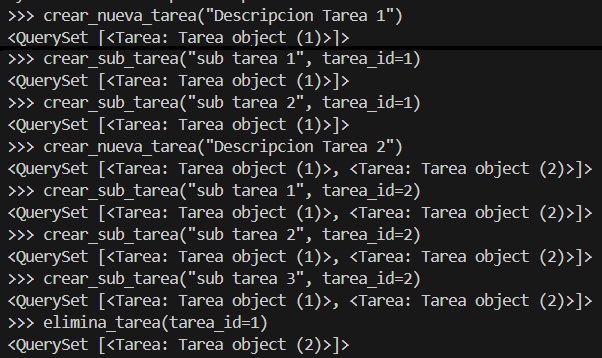 >>> crear_nueva_tarea("Descripcion Tarea 1")
<QuerySet [<Tarea: Tarea object (1)>]>
>>> crear_sub_tarea("sub tarea 1", tarea_id=1)
<QuerySet [<Tarea: Tarea object (1)>]>
>>> crear_sub_tarea("sub tarea 2", tarea_id=1)
<QuerySet [<Tarea: Tarea object (1)>]>
>>> crear_nueva_tarea("Descripcion Tarea 2")
<QuerySet [<Tarea: Tarea object (1)>, <Tarea: Tarea object (2)>]>
>>> crear_sub_tarea("sub tarea 1", tarea_id=2)
<QuerySet [<Tarea: Tarea object (1)>, <Tarea: Tarea object (2)>]>
>>> crear_sub_tarea("sub tarea 2", tarea_id=2)
<QuerySet [<Tarea: Tarea object (1)>, <Tarea: Tarea object (2)>]>
>>> crear_sub_tarea("sub tarea 3", tarea_id=2)
<QuerySet [<Tarea: Tarea object (1)>, <Tarea: Tarea object (2)>]>
>>> elimina_tarea(tarea_id=1)
<QuerySet [<Tarea: Tarea object (2)>]>